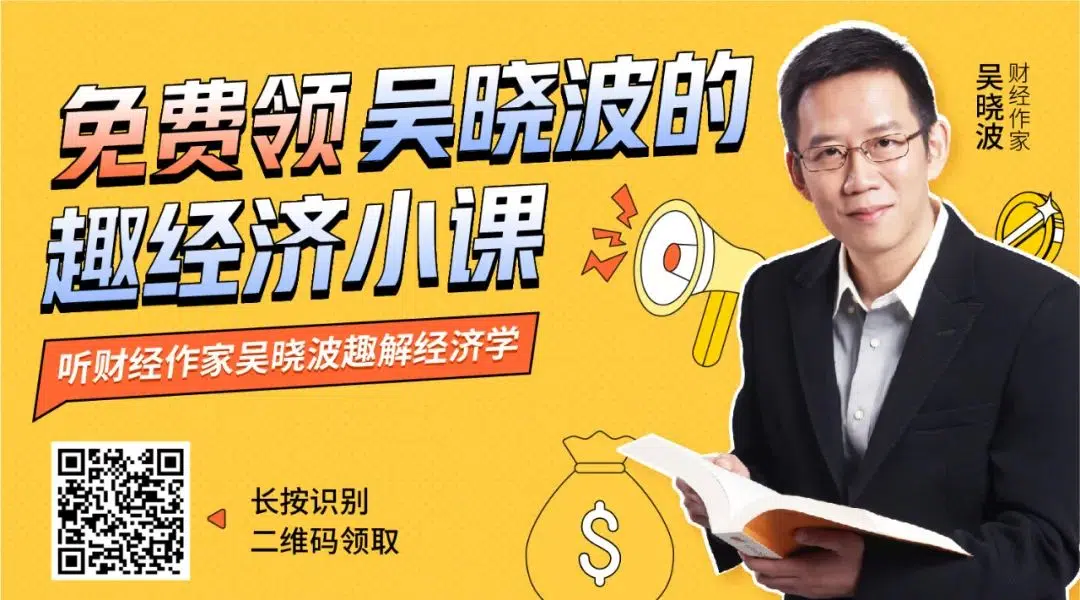 免费领吴晓波的
趣经济小课
听财经作家吴晓波趣解经济学
长按识别
二维码领取
财经作家
吴晓波
$